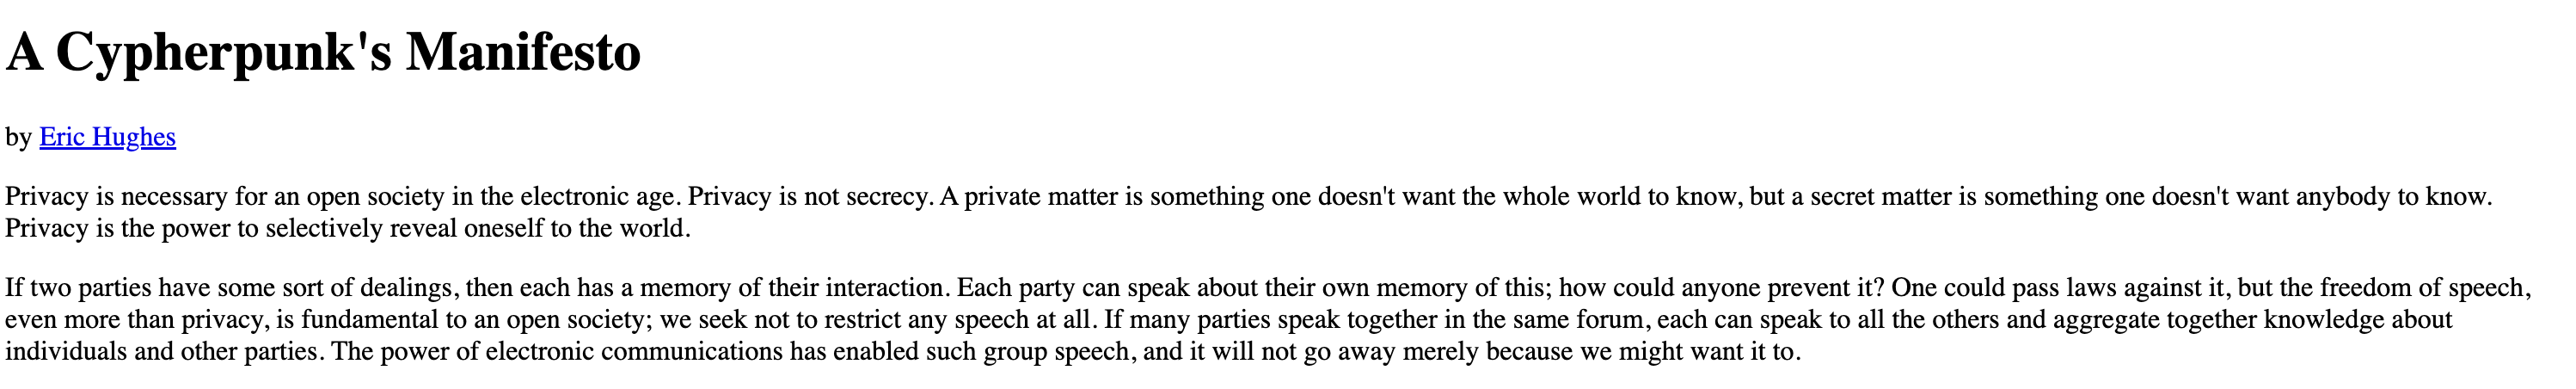 A Cypherpunk's Manifesto
by Eric Hughes
Privacy is necessary for an open society in the electronic age. Privacy is not secrecy. A private matter is something one doesn't want the whole world to know, but a secret matter is something one doesn't want anybody to know.
Privacy is the power to selectively reveal oneself to the world.
If two parties have some sort of dealings, then each has a memory of their interaction. Each party can speak about their own memory of this; how could anyone prevent it? One could pass laws against it, but the freedom of speech,
even more than privacy, is fundamental to an open society; we seek not to restrict any speech at all. If many parties speak together in the same forum, each can speak to all the others and aggregate together knowledge about
individuals and other parties. The power of electronic communications has enabled such group speech, and it will not go away merely because we might want it to.